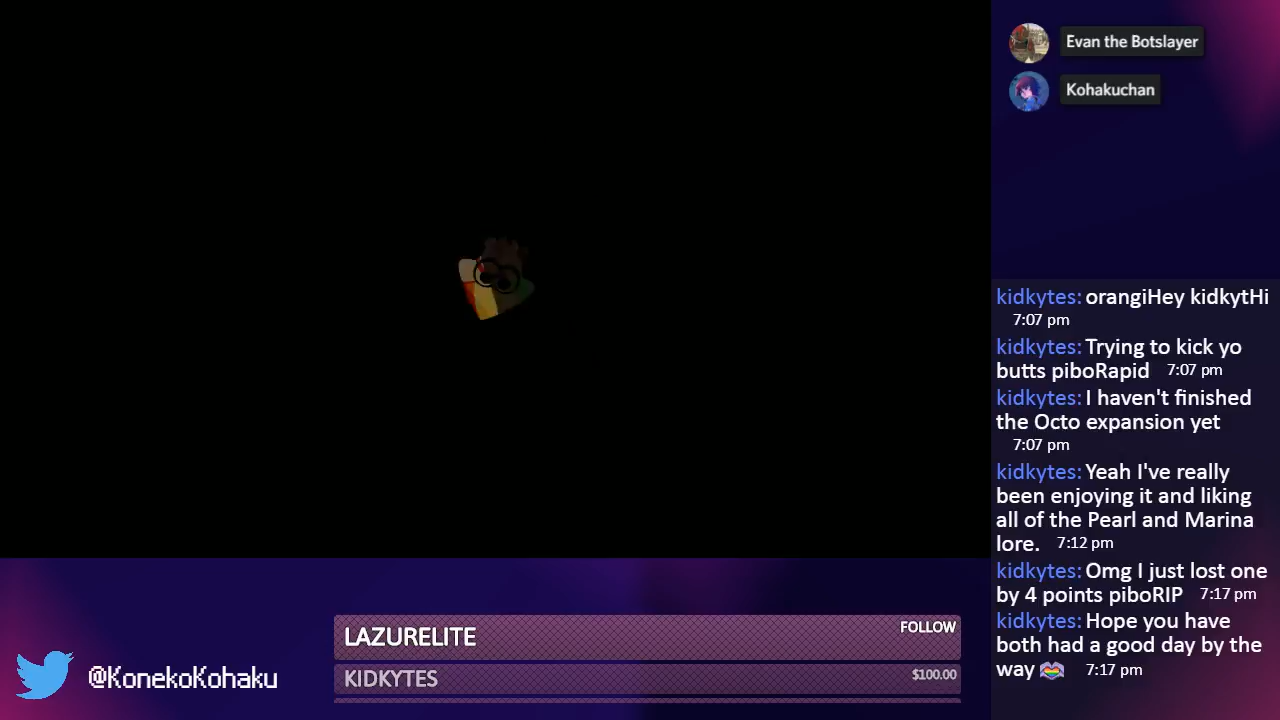 Evan the Botslayer
Kohakuchan
kidkytes: orangiHey kidkytHi
7:07 pm
kidkytes: Trying to kick yo
butts piboRapid 7:07 pm
kidkytes: I haven't finished
the Octo expansion yet
7:07 pm
kidkytes: Yeah I've really
been enjoying it and liking
all of the Pearl and Marina
lore. 7:12 pm
kidkytes: Omg I just lost one
by 4 points piboRIP 7:17 pm
kidkytes: Hope you have
both had a good day by the
way 7:17 pm
LAZURELITE FOLLOW
KIDKYTES $100.00
@KonekoKohaku